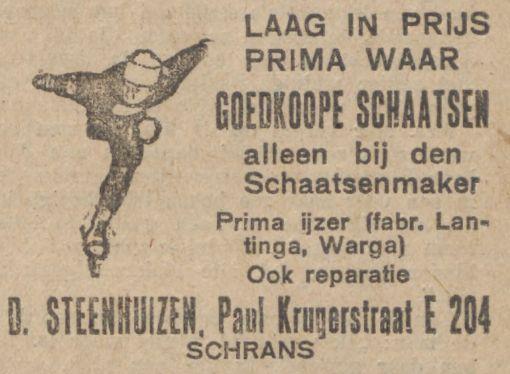 LAAG IN PRIJS
PRIMA WAAR
GOEDKOOPE SCHAATSEN
alleen bij den
Schaatsenmaker
Prima ijzer (fabr. Lan-
tinga, Warga)
Ook reparatie
D. STEENHUIZEN, Paul Krugerstraat E 204
SCHRANS